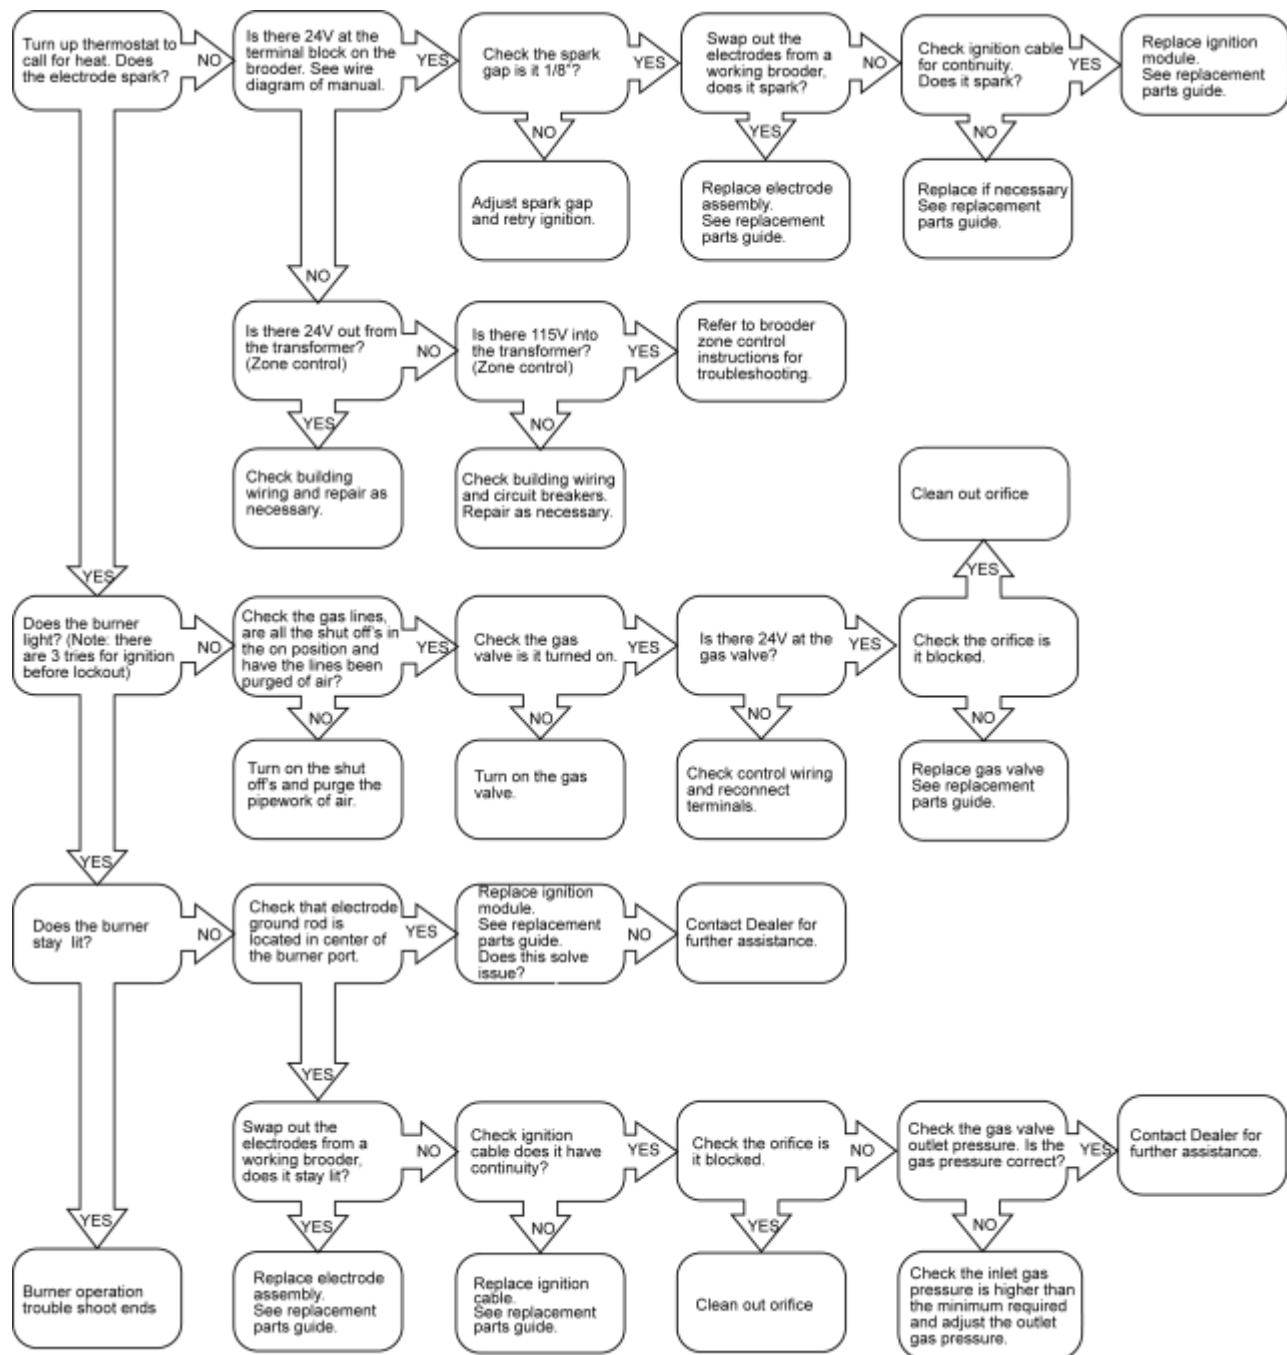 Turn up thermostat to
call for heat. Does
the electrode spark?
NO
Is there 24V at the
terminal block on the
brooder. See wire
diagram of manual.
YES
Check the spark
gap is it 1/8"?
YES
Swap out the
electrodes from a
working brooder,
does it spark?
NO
Check ignition cable
for continuity.
Does it spark?
YES
Replace ignition
module.
See replacement
parts guide.
NO
YES
NO
Adjust spark gap
and retry ignition.
Replace electrode
assembly.
See replacement
parts guide.
Replace if necessary
See replacement
parts guide.
NO
Is there 24V out from
the transformer?
(Zone control)
NO
Is there 115V into
the transformer?
(Zone control)
YES
Refer to brooder
zone control
instructions for
troubleshooting.
YES
NO
Check building
wiring and repair as
necessary.
Check building wiring
and circuit breakers.
Repair as necessary.
Clean out orifice
YES
YES
Does the burner
light? (Note: there
are 3 tries for ignition
before lockout)
NO
Check the gas lines,
are all the shut off's in
the on position and
have the lines been
purged of air?
YES
Check the gas
valve is it turned on.
YES
Is there 24V at the
gas valve?
YES
Check the orifice is
it blocked.
NO
NO
NO
NO
Turn on the shut
off's and purge the
pipework of air.
Turn on the gas
valve.
Check control wiring
and reconnect
terminals.
Replace gas valve
See replacement
parts guide.
YES
Does the burner
stay lit?
NO
Check that electrode
ground rod is
located in center of
the burner port.
YES
Replace ignition
module.
See replacement
parts guide.
Does this solve
issue?
NO
Contact Dealer for
further assistance.
YES
Swap out the
electrodes from a
working brooder,
does it stay lit?
NO
Check ignition
cable does it have
continuity?
YES
Check the orifice is
it blocked.
NO
Check the gas valve
outlet pressure. Is the
gas pressure correct?
YES
Contact Dealer for
further assistance.
YES
YES
NO
YES
NO
Burner operation
trouble shoot ends
Replace electrode
assembly.
See replacement
parts guide.
Replace ignition
cable.
See replacement
parts guide.
Clean out orifice
Check the inlet gas
pressure is higher than
the minimum required
and adjust the outlet
gas pressure.